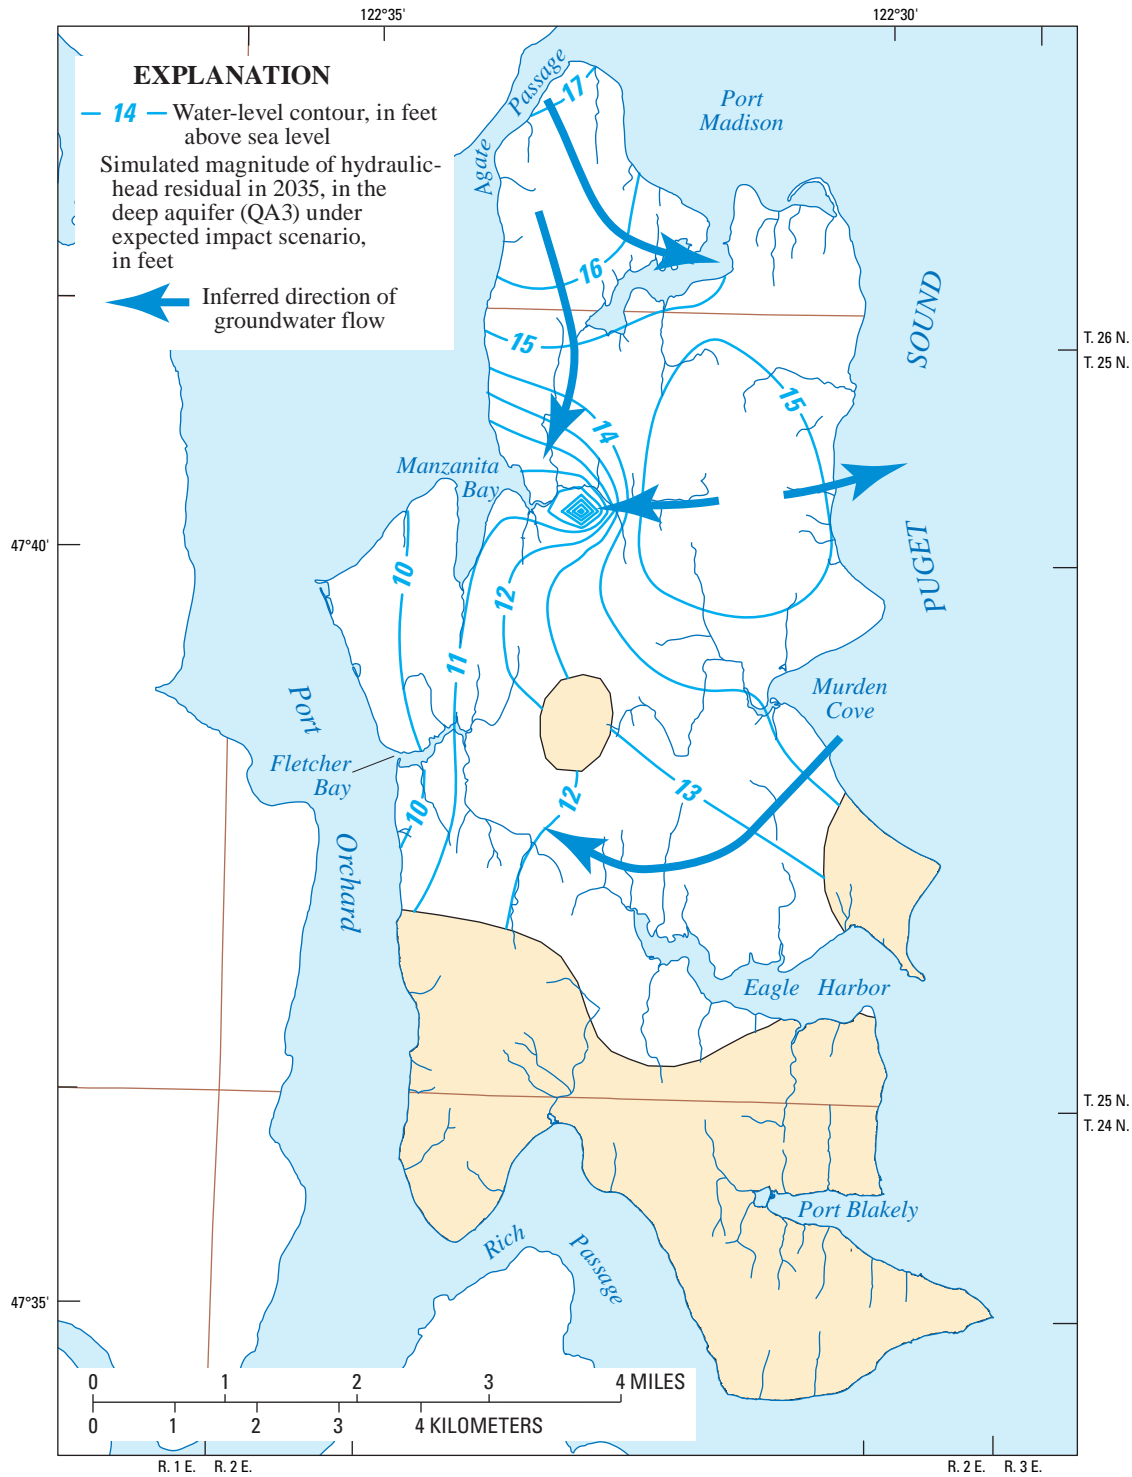 122°35'
122°30'
EXPLANATION
14 Water-level contour, in feet
above sea level
Simulated magnitude of hydraulic-
head residual in 2035, in the
deep aquifer (QA3) under
expected impact scenario,
in feet
Inferred direction of
groundwater flow
Agate Passage
17
Port
Madison
16
15
15
14
SOUND
PUGET
T. 26 N.
T. 25 N.
Manzanita
Bay
47°40'
10
12
11
Port
Orchard
Murden
Cove
Fletcher
Bay
10
12
13
Eagle Harbor
T. 25 N.
T. 24 N.
Port Blakely
Rich Passage
47°35'
0 1 2 3 4 MILES
0 1 2 3 4 KILOMETERS
R. 1 E. R. 2 E.
R. 2 E. R. 3 E.